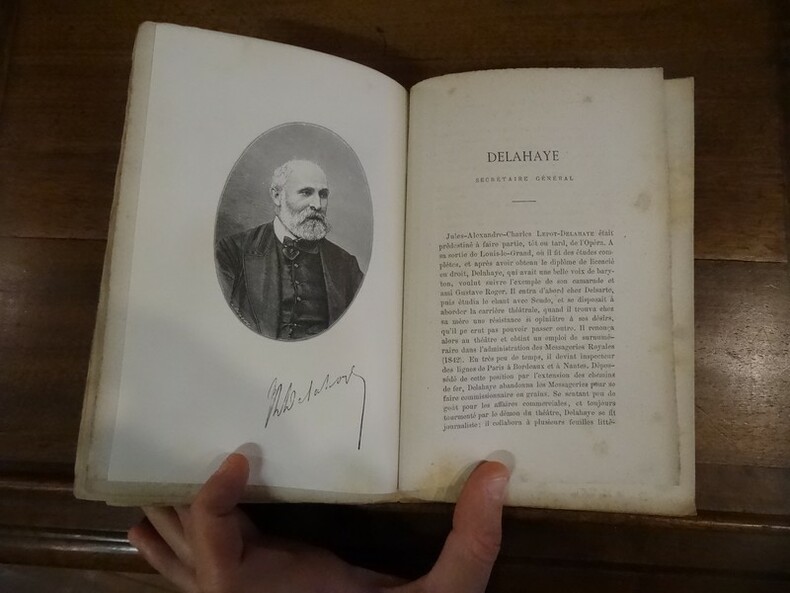 Delahaye
DELAHAYE
SECRÉTAIRE GÉNÉRAL
Jules-Alexandre-Charles LEPOT-DELAHAYE était
prédestiné à faire partie, tôt ou tard, de l'Opéra. A
sa sortie de Louis-le-Grand, où il fit des études com-
plètes, et après avoir obtenu le diplôme de licencié
en droit, Delahaye, qui avait une belle voix de bary-
ton, voulut suivre l'exemple de son camarade et
ami Gustave Roger. Il entra d'abord chez Delsarte,
puis étudia le chant avec Scudo, et se disposait à
aborder la carrière théâtrale, quand il trouva chez
sa mère une résistance si opiniâtre à ses désirs,
qu'il ne crut pas pouvoir passer outre. Il renonça
alors au théâtre et obtint un emploi de surnumé-
raire dans l'administration des Messageries Royales
(1842). En très peu de temps, il devint inspecteur
des lignes de Paris à Bordeaux et à Nantes. Dépos-
sédé de cette position par l'extension des chemins
de fer, Delahaye abandonna les Messageries pour se
faire commissionnaire en grains. Se sentant peu de
goût pour les affaires commerciales, et toujours
tourmenté par le démon du théâtre, Delahaye se fit
journaliste; il collabora à plusieurs feuilles litté-